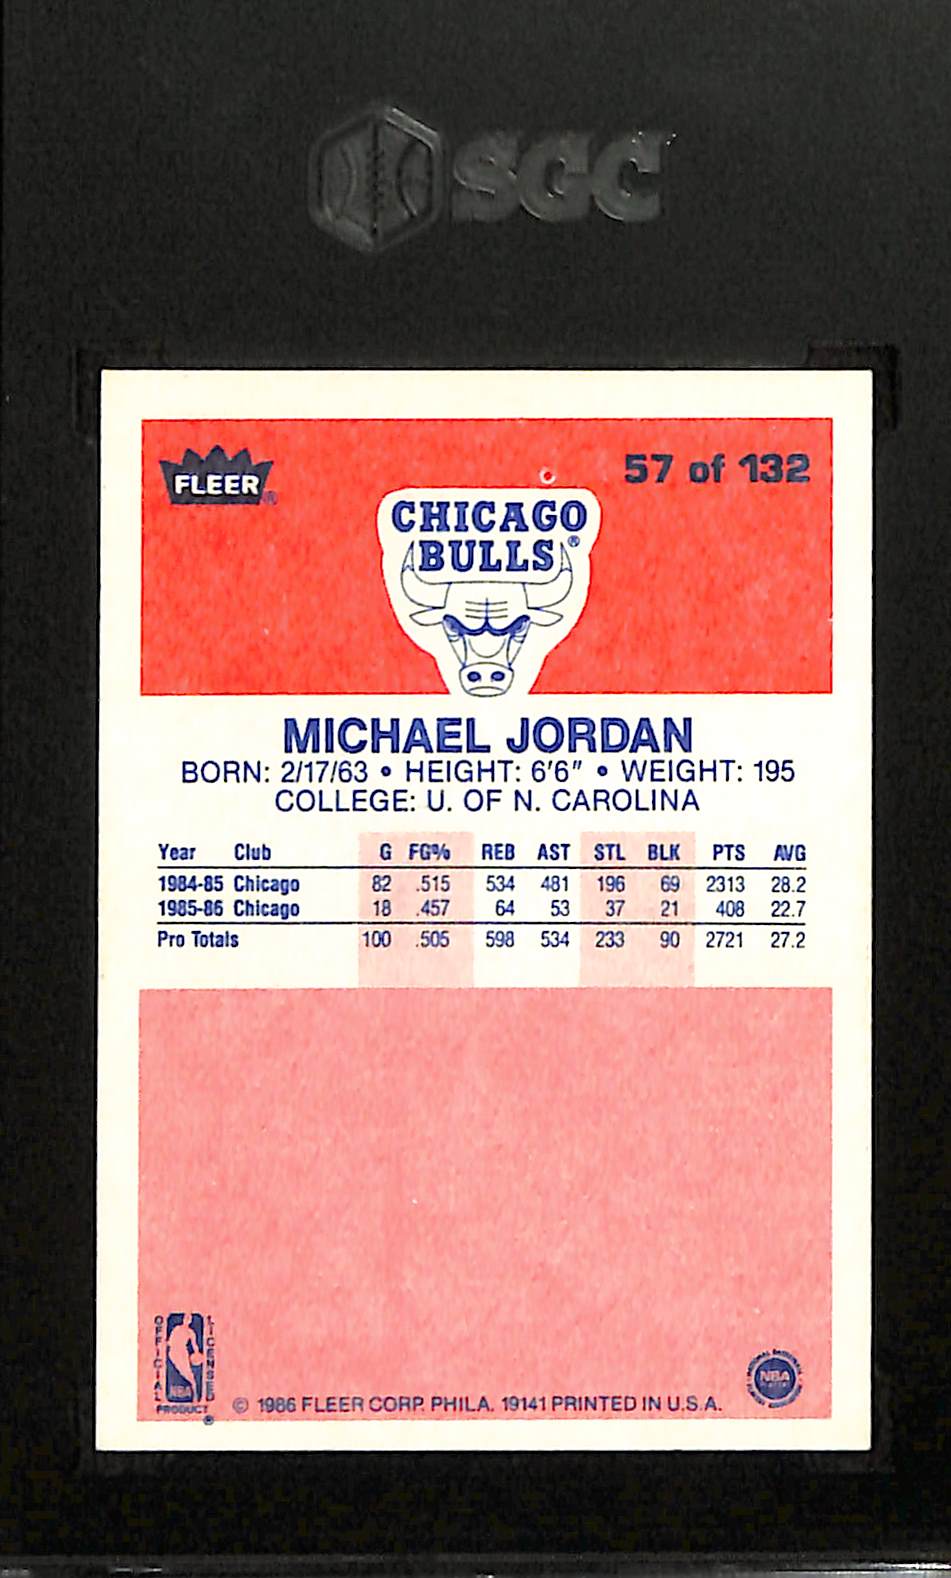 SGC
FLEER®
57 of 132
CHICAGO
BULLS®
MICHAEL JORDAN
BORN: 2/17/63 • HEIGHT: 6'6" • WEIGHT: 195
COLLEGE: U. OF N. CAROLINA
Year Club G FG% REB AST STL BLK PTS AVG
1984-85 Chicago 82 .515 534 481 196 69 2313 28.2
1985-86 Chicago 18 .457 64 53 37 21 408 22.7
Pro Totals 100 .505 598 534 233 90 2721 27.2
OFFICIAL
LICENSED
NBA
PRODUCT
®
© 1986 FLEER CORP. PHILA. 19141 PRINTED IN U.S.A.
NBA